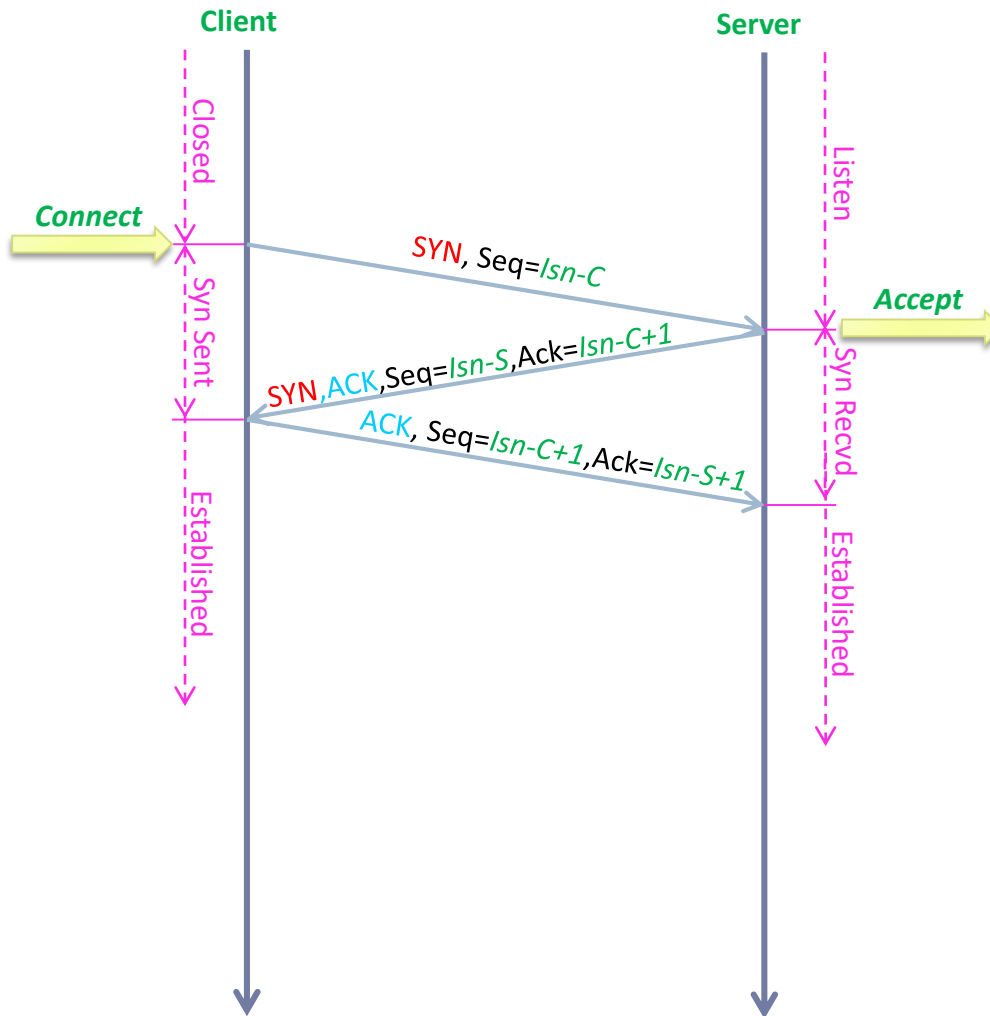 Client
Server
Closed
Listen
Connect
SYN, Seq=Isn-C
Accept
Syn Sent
SYN,ACK,Seq=Isn-S,Ack=Isn-C+1
Syn Recvd
ACK, Seq=Isn-C+1,Ack=Isn-S+1
Established
Established